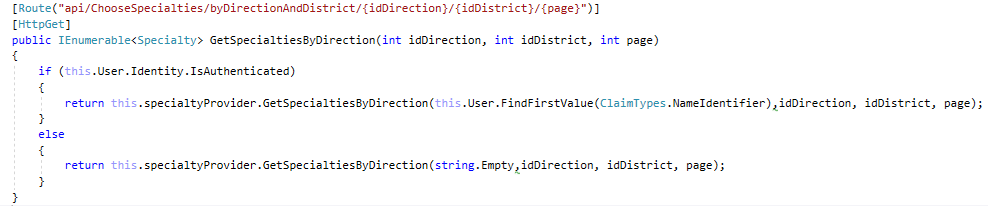 [Route("api/ChooseSpecialties/byDirectionAndDistrict/{idDirection}/{idDistrict}/{page}")]
[HttpGet]
public IEnumerable<Specialty> GetSpecialtiesByDirection(int idDirection, int idDistrict, int page)
{
    if (this.User.Identity.IsAuthenticated)
    {
        return this.specialtyProvider.GetSpecialtiesByDirection(this.User.FindFirstValue(ClaimTypes.NameIdentifier),idDirection, idDistrict, page);
    }
    else
    {
        return this.specialtyProvider.GetSpecialtiesByDirection(string.Empty,idDirection, idDistrict, page);
    }
}